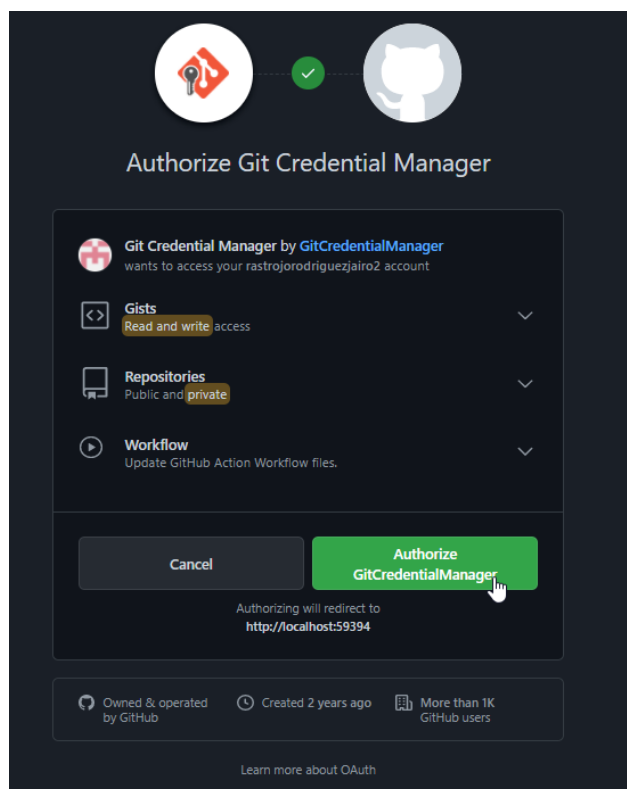 Authorize Git Credential Manager
Git Credential Manager by GitCredentialManager
wants to access your rastrojorodriguezjairo2 account
Gists
Read and write access
Repositories
Public and private
Workflow
Update GitHub Action Workflow files.
Cancel
Authorize
GitCredentialManager
Authorizing will redirect to
http://localhost:59394
Owned & operated
by GitHub
Created 2 years ago
More than 1K
GitHub users
Learn more about OAuth